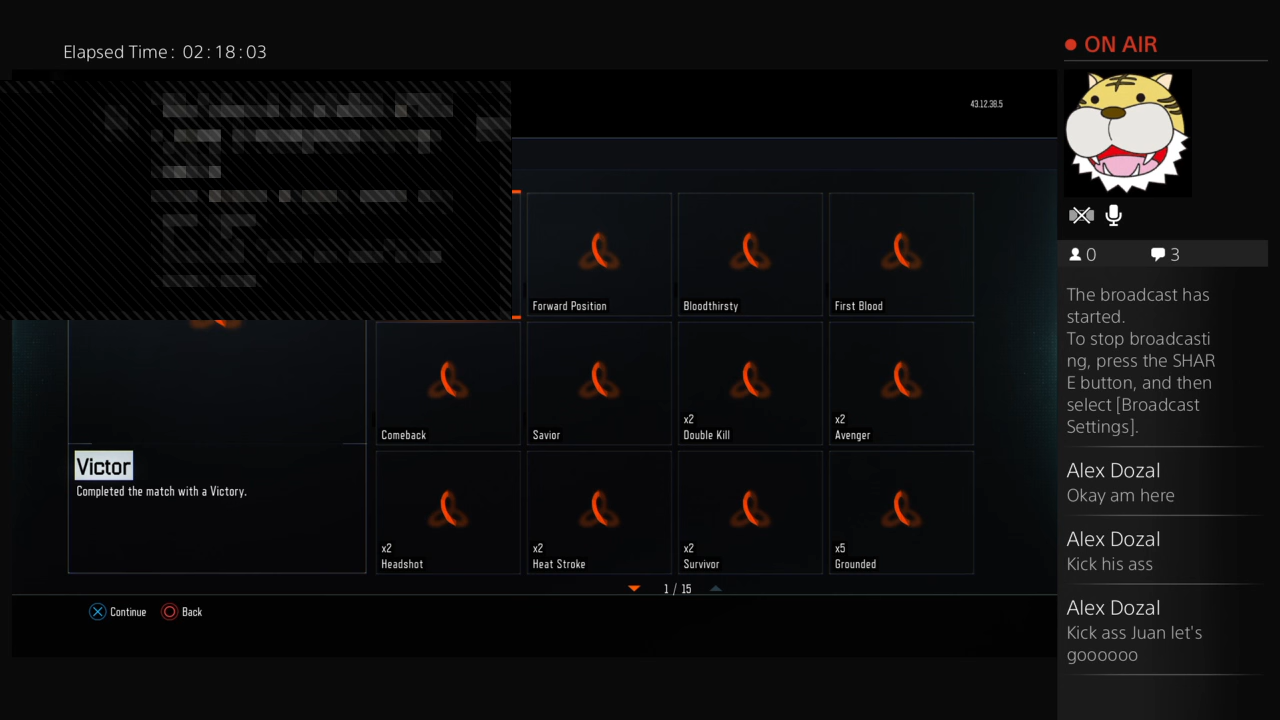 Elapsed Time: 02:18:03
ON AIR
43.12.38.5
0
3
Forward Position
Bloodthirsty
First Blood
Comeback
Savior
x2
Double Kill
x2
Avenger
Victor
Completed the match with a Victory.
x2
Headshot
x2
Heat Stroke
x2
Survivor
x5
Grounded
1 / 15
Continue
Back
The broadcast has
started.
To stop broadcasti
ng, press the SHAR
E button, and then
select [Broadcast
Settings].
Alex Dozal
Okay am here
Alex Dozal
Kick his ass
Alex Dozal
Kick ass Juan let's
goooooo